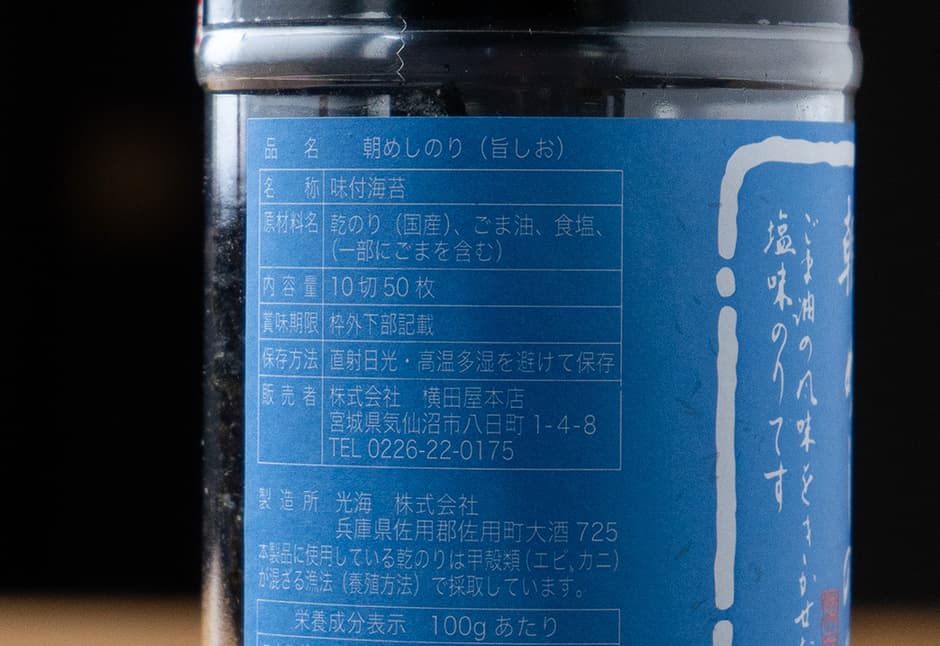 品名 朝めしのり（旨しお）
名称 味付海苔
原材料名 乾のり（国産）、ごま油、食塩、
（一部にごまを含む）
内容量 10切50枚
賞味期限 枠外下部記載
保存方法 直射日光・高温多湿を避けて保存
販売者 株式会社 横田屋本店
宮城県気仙沼市八日町 1-4-8
TEL 0226-22-0175
製造所 光海 株式会社
兵庫県佐用郡佐用町大酒 725
本製品に使用している乾のりは甲殻類（エビ、カニ）
が混ざる漁法（養殖方法）で採取しています。
栄養成分表示 100gあたり
ごま油の風味をきかせた
塩味のりです